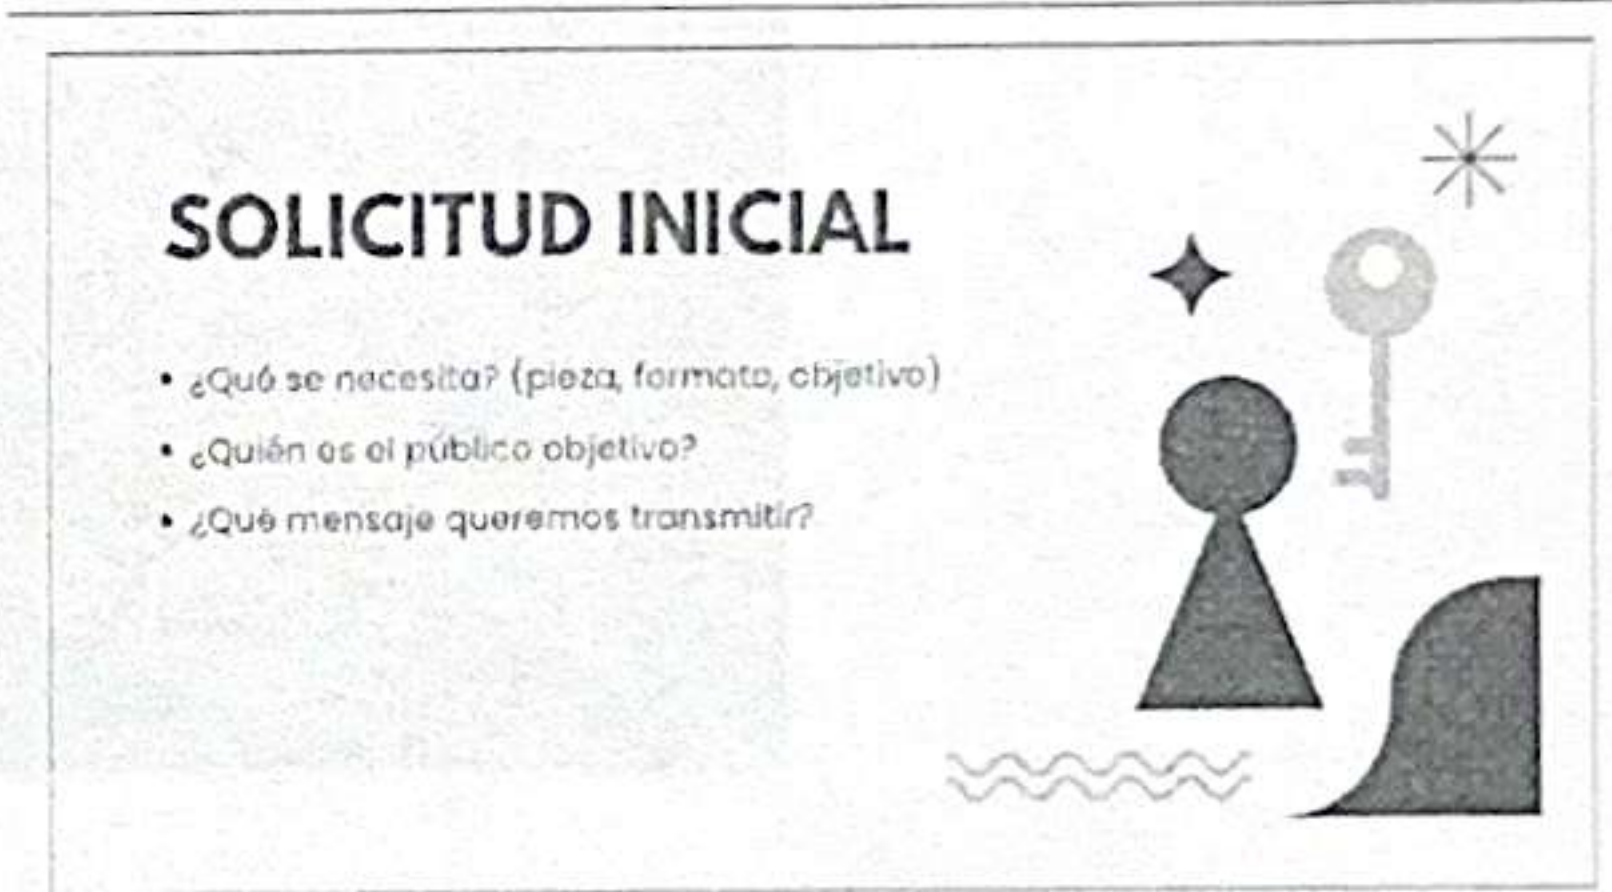 SOLICITUD INICIAL
• ¿Qué se necesita? (pieza, formato, objetivo)
• ¿Quién es el público objetivo?
• ¿Qué mensaje queremos transmitir?